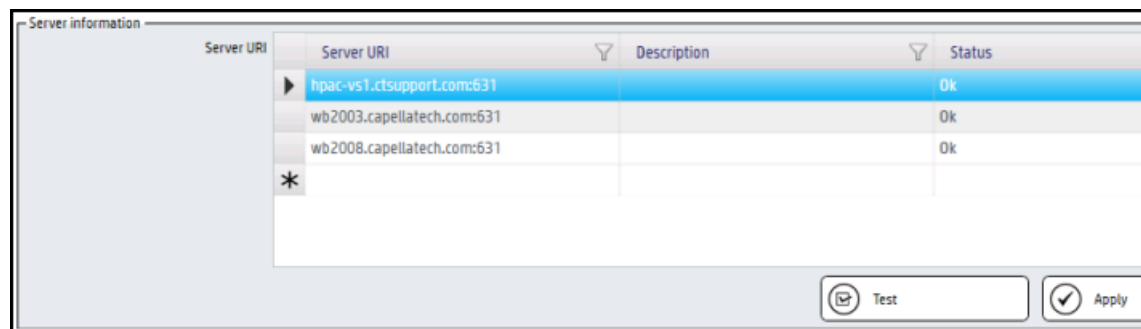 Server information
Server URI
Server URI Description Status
hpac-vs1.ctsupport.com:631 Ok
wb2003.capellatech.com:631 Ok
wb2008.capellatech.com:631 Ok
Test Apply